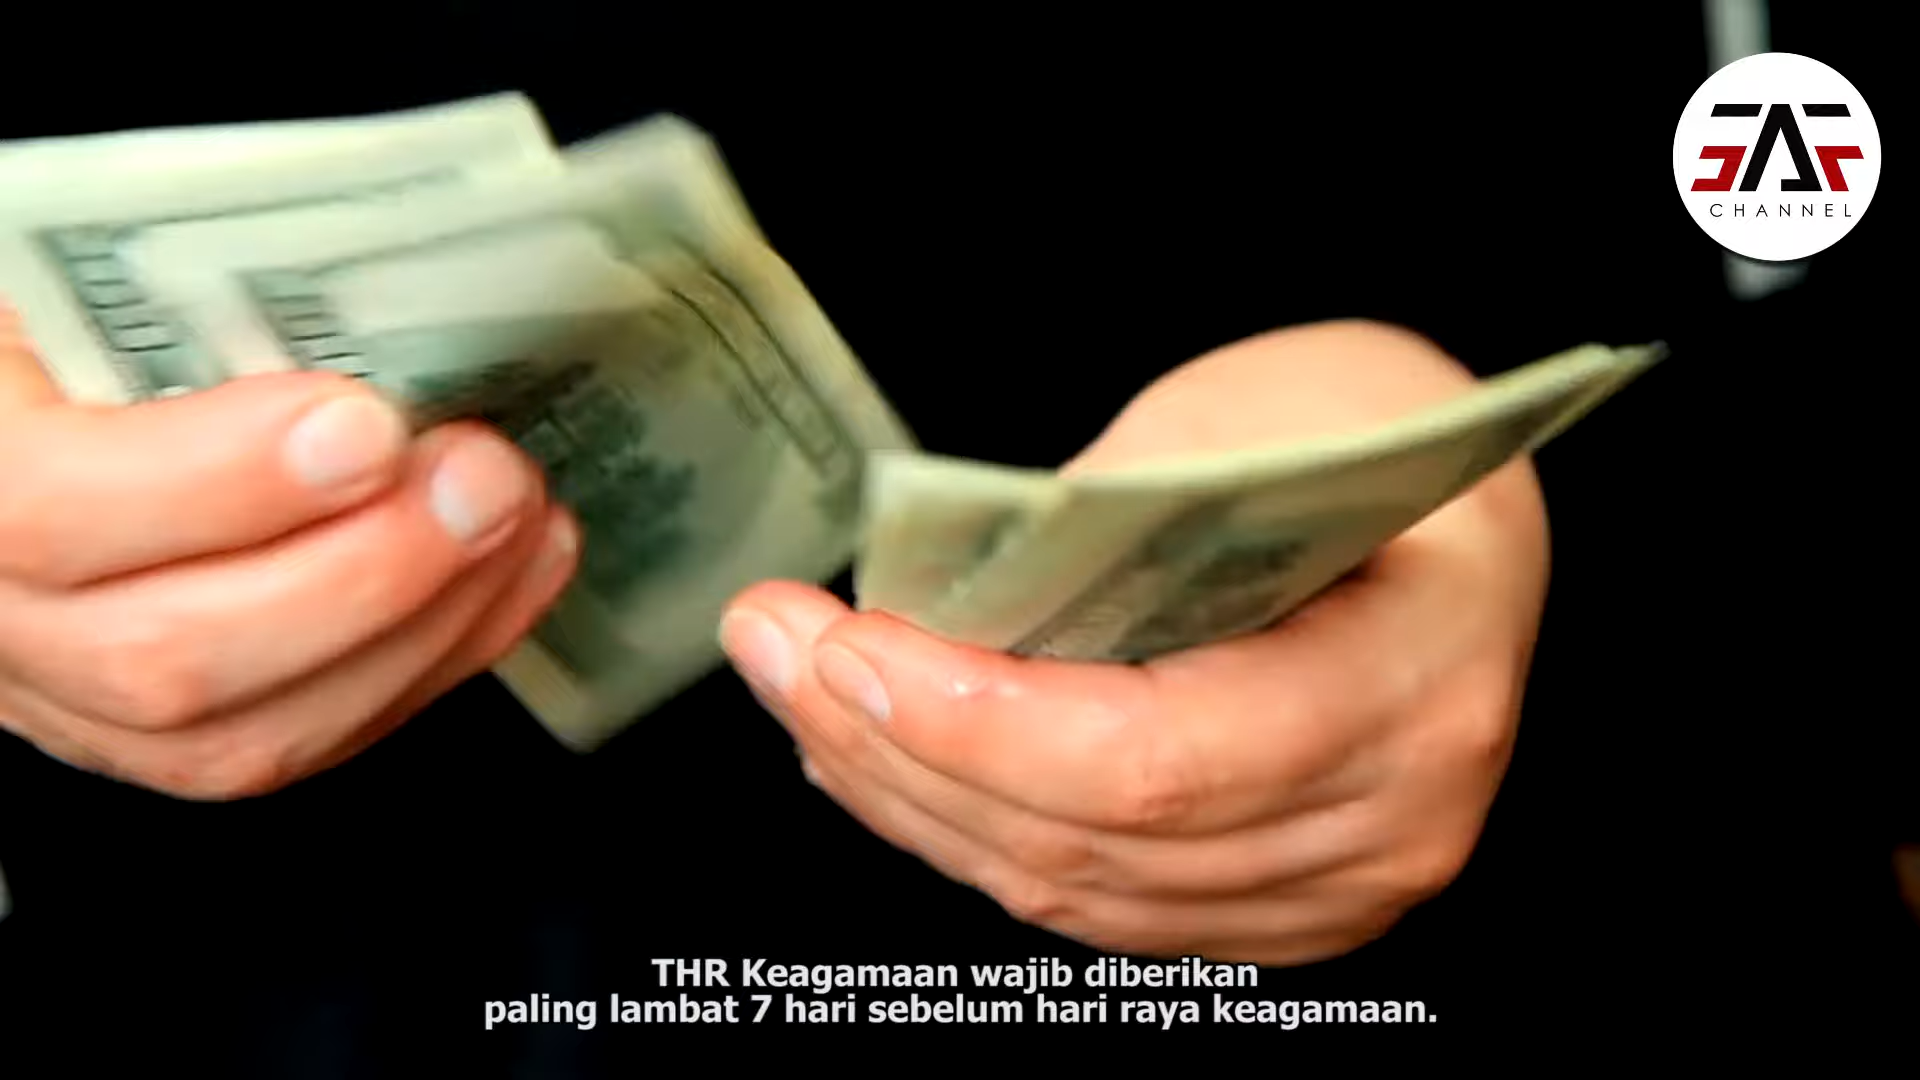 CHANNEL
THR Keagamaan wajib diberikan
paling lambat 7 hari sebelum hari raya keagamaan.